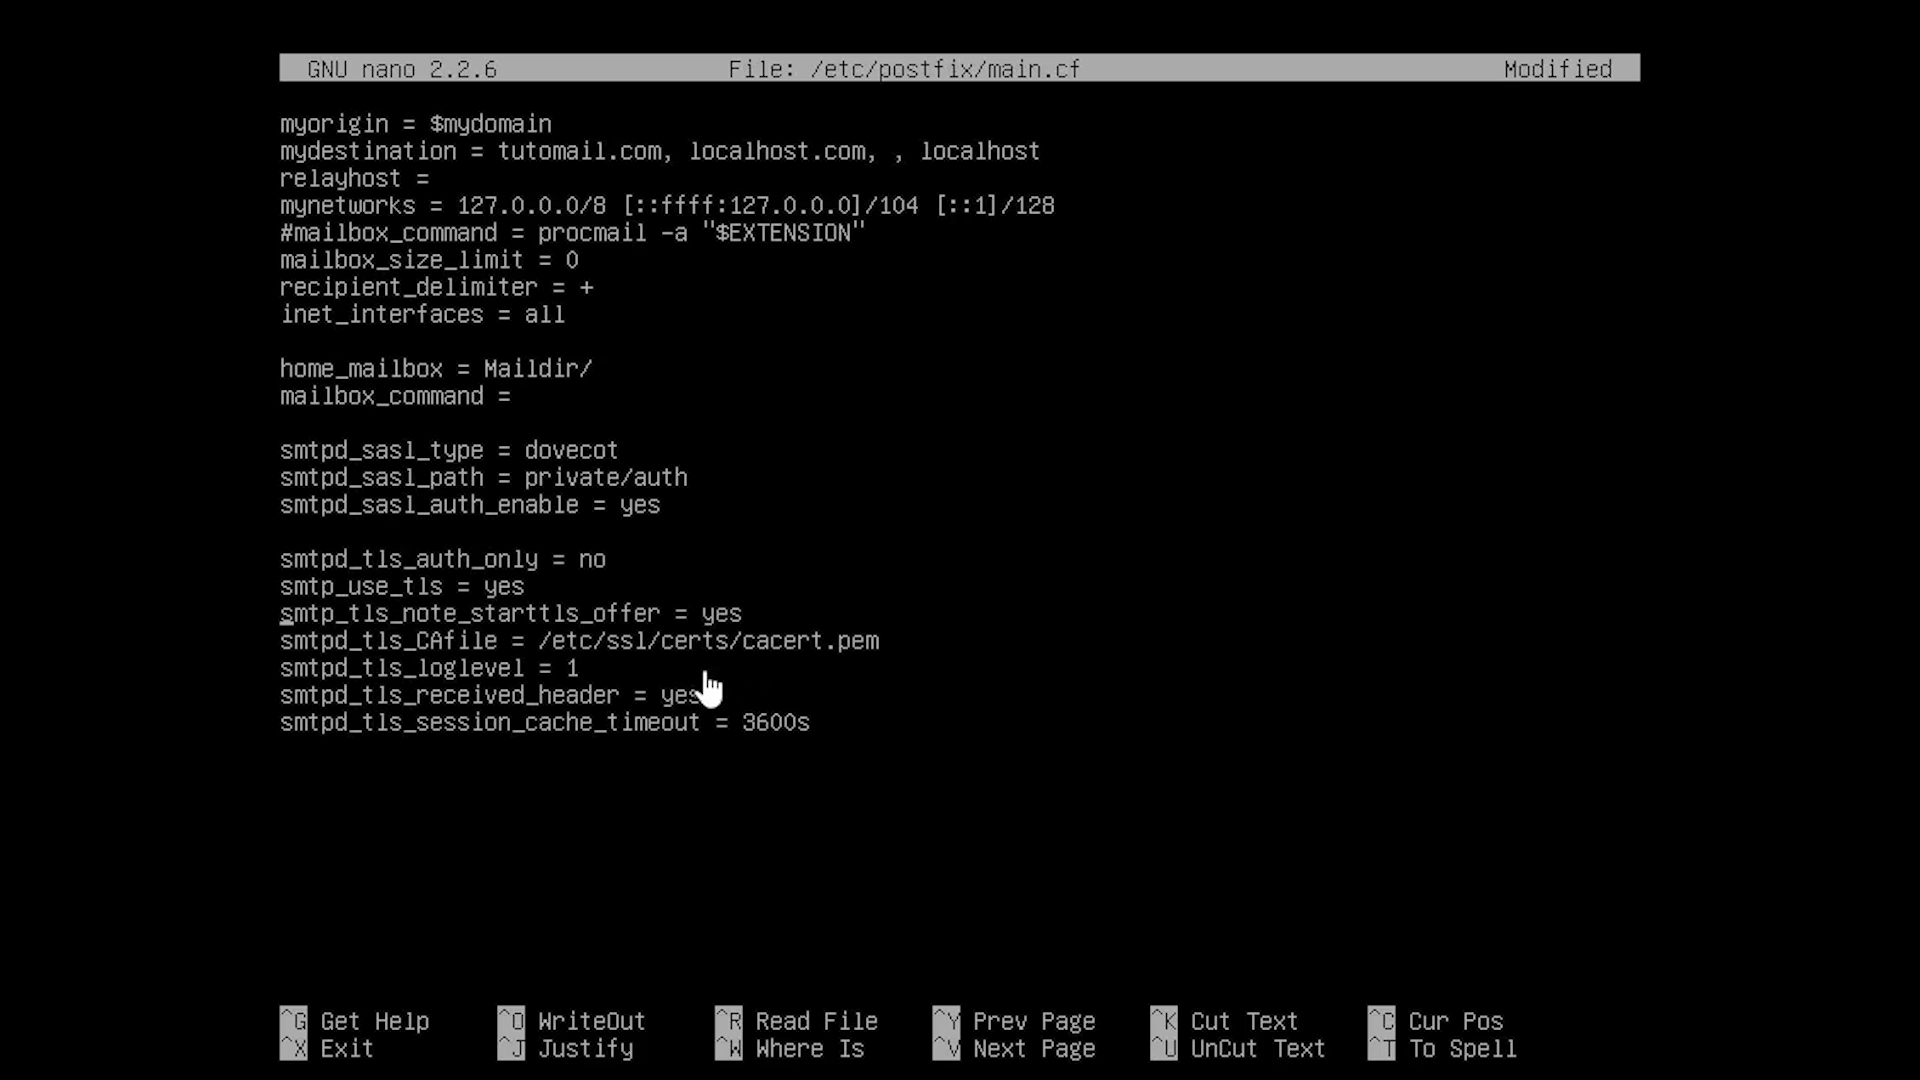 GNU nano 2.2.6 File: /etc/postfix/main.cf Modified
myorigin = $mydomain
mydestination = tutomail.com, localhost.com, , localhost
relayhost =
mynetworks = 127.0.0.0/8 [::ffff:127.0.0.0]/104 [::1]/128
#mailbox_command = procmail -a "$EXTENSION"
mailbox_size_limit = 0
recipient_delimiter = +
inet_interfaces = all
home_mailbox = Maildir/
mailbox_command =
smtpd_sasl_type = dovecot
smtpd_sasl_path = private/auth
smtpd_sasl_auth_enable = yes
smtpd_tls_auth_only = no
smtp_use_tls = yes
smtp_tls_note_starttls_offer = yes
smtpd_tls_CAfile = /etc/ssl/certs/cacert.pem
smtpd_tls_loglevel = 1
smtpd_tls_received_header = yes
smtpd_tls_session_cache_timeout = 3600s
^G Get Help ^O WriteOut ^R Read File ^Y Prev Page ^K Cut Text ^C Cur Pos
^X Exit ^J Justify ^W Where Is ^V Next Page ^U UnCut Text ^T To Spell